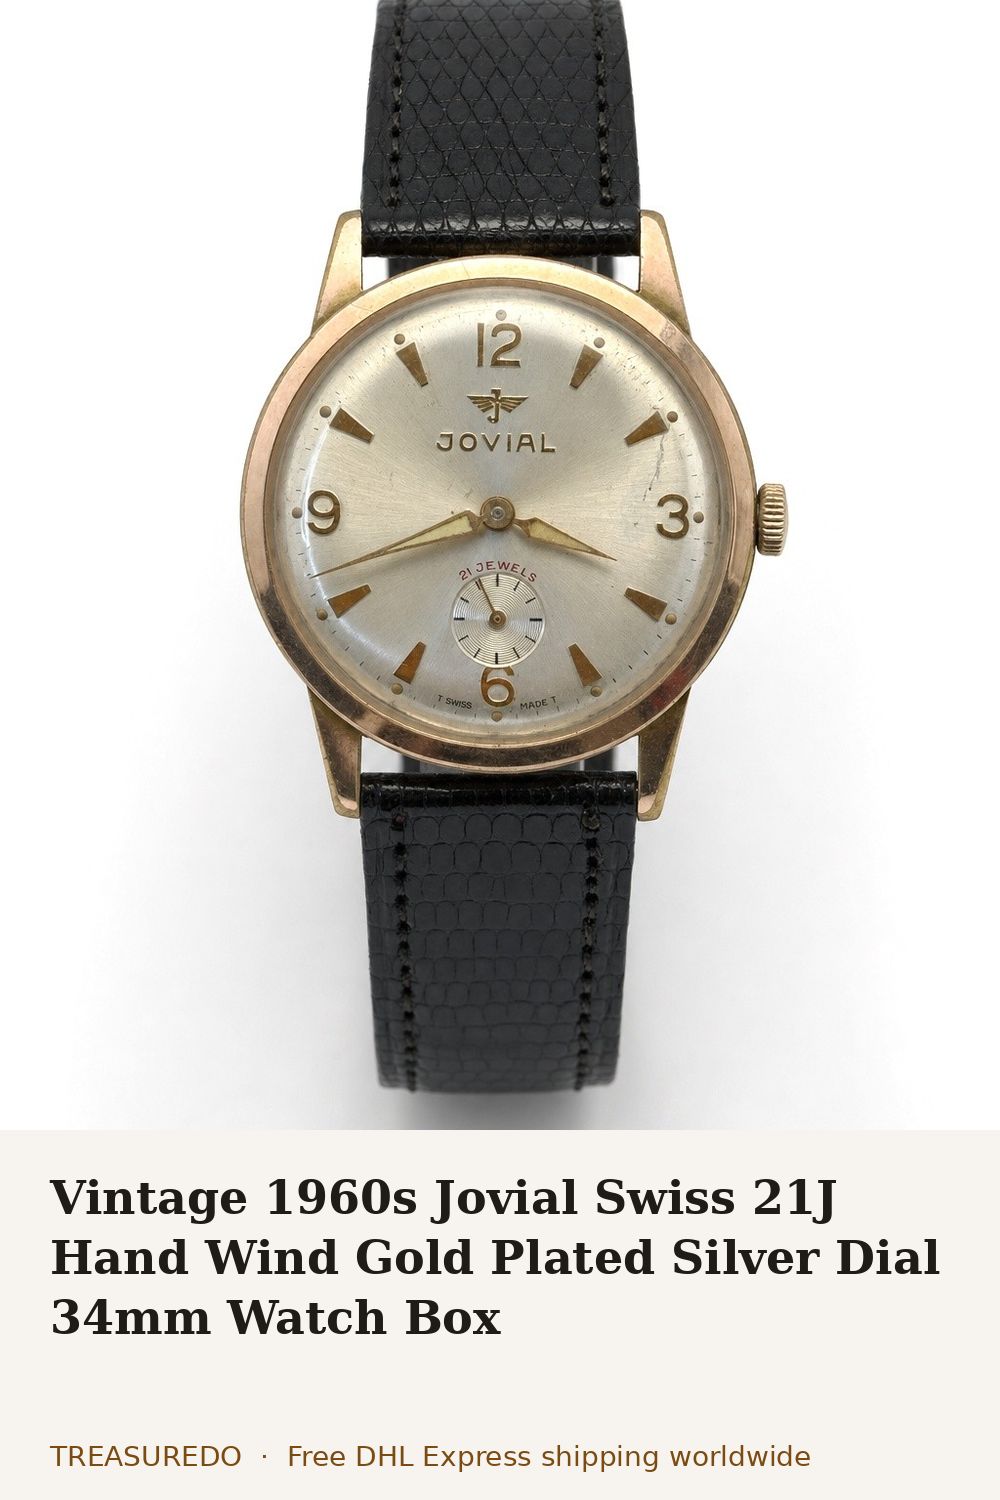 12
JOVIAL
9
3
21 JEWELS
6
T SWISS MADE T
Vintage 1960s Jovial Swiss 21J
Hand Wind Gold Plated Silver Dial
34mm Watch Box
TREASUREDO · Free DHL Express shipping worldwide